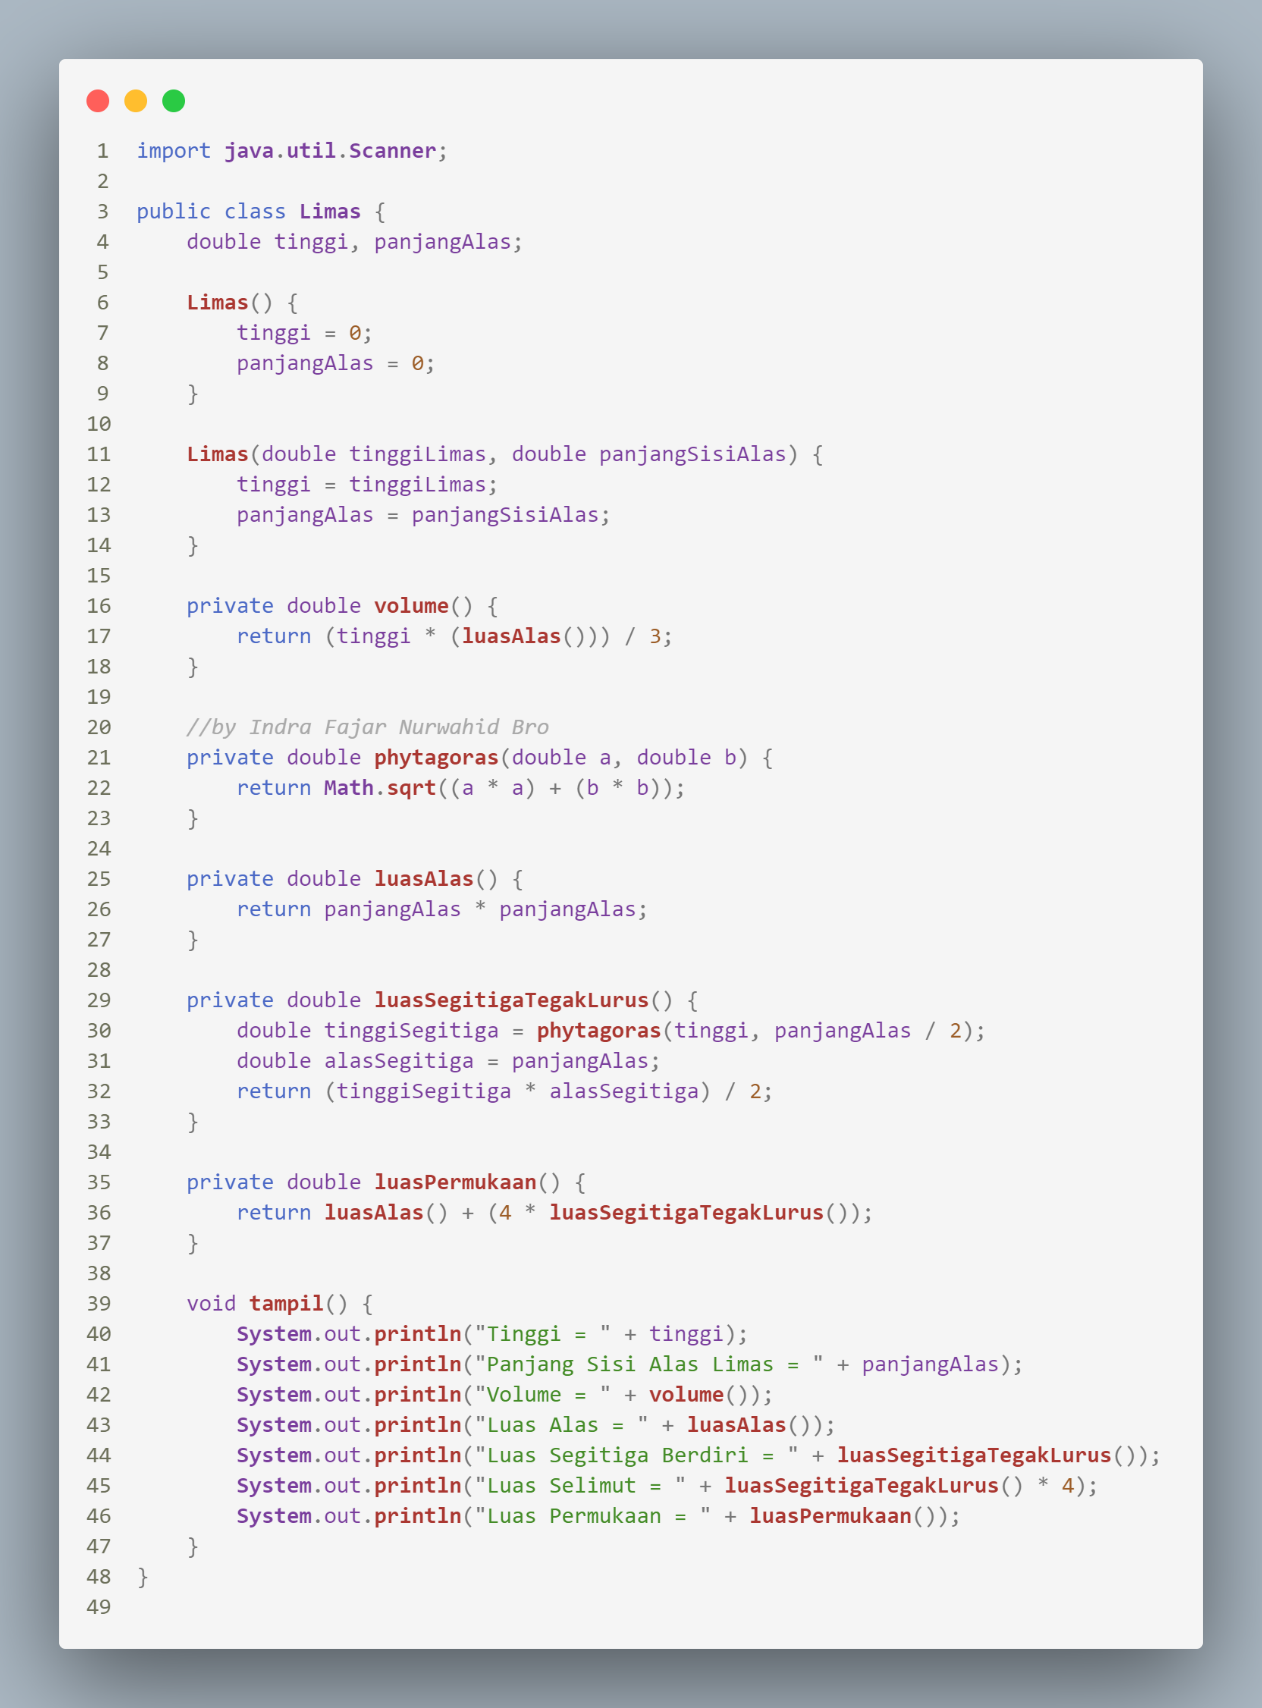 1 import java.util.Scanner;
2
3 public class Limas {
4     double tinggi, panjangAlas;
5
6     Limas() {
7         tinggi = 0;
8         panjangAlas = 0;
9     }
10
11     Limas(double tinggiLimas, double panjangSisiAlas) {
12         tinggi = tinggiLimas;
13         panjangAlas = panjangSisiAlas;
14     }
15
16     private double volume() {
17         return (tinggi * (luasAlas())) / 3;
18     }
19
20     //by Indra Fajar Nurwahid Bro
21     private double phytagoras(double a, double b) {
22         return Math.sqrt((a * a) + (b * b));
23     }
24
25     private double luasAlas() {
26         return panjangAlas * panjangAlas;
27     }
28
29     private double luasSegitigaTegakLurus() {
30         double tinggiSegitiga = phytagoras(tinggi, panjangAlas / 2);
31         double alasSegitiga = panjangAlas;
32         return (tinggiSegitiga * alasSegitiga) / 2;
33     }
34
35     private double luasPermukaan() {
36         return luasAlas() + (4 * luasSegitigaTegakLurus());
37     }
38
39     void tampil() {
40         System.out.println("Tinggi = " + tinggi);
41         System.out.println("Panjang Sisi Alas Limas = " + panjangAlas);
42         System.out.println("Volume = " + volume());
43         System.out.println("Luas Alas = " + luasAlas());
44         System.out.println("Luas Segitiga Berdiri = " + luasSegitigaTegakLurus());
45         System.out.println("Luas Selimut = " + luasSegitigaTegakLurus() * 4);
46         System.out.println("Luas Permukaan = " + luasPermukaan());
47     }
48 }
49